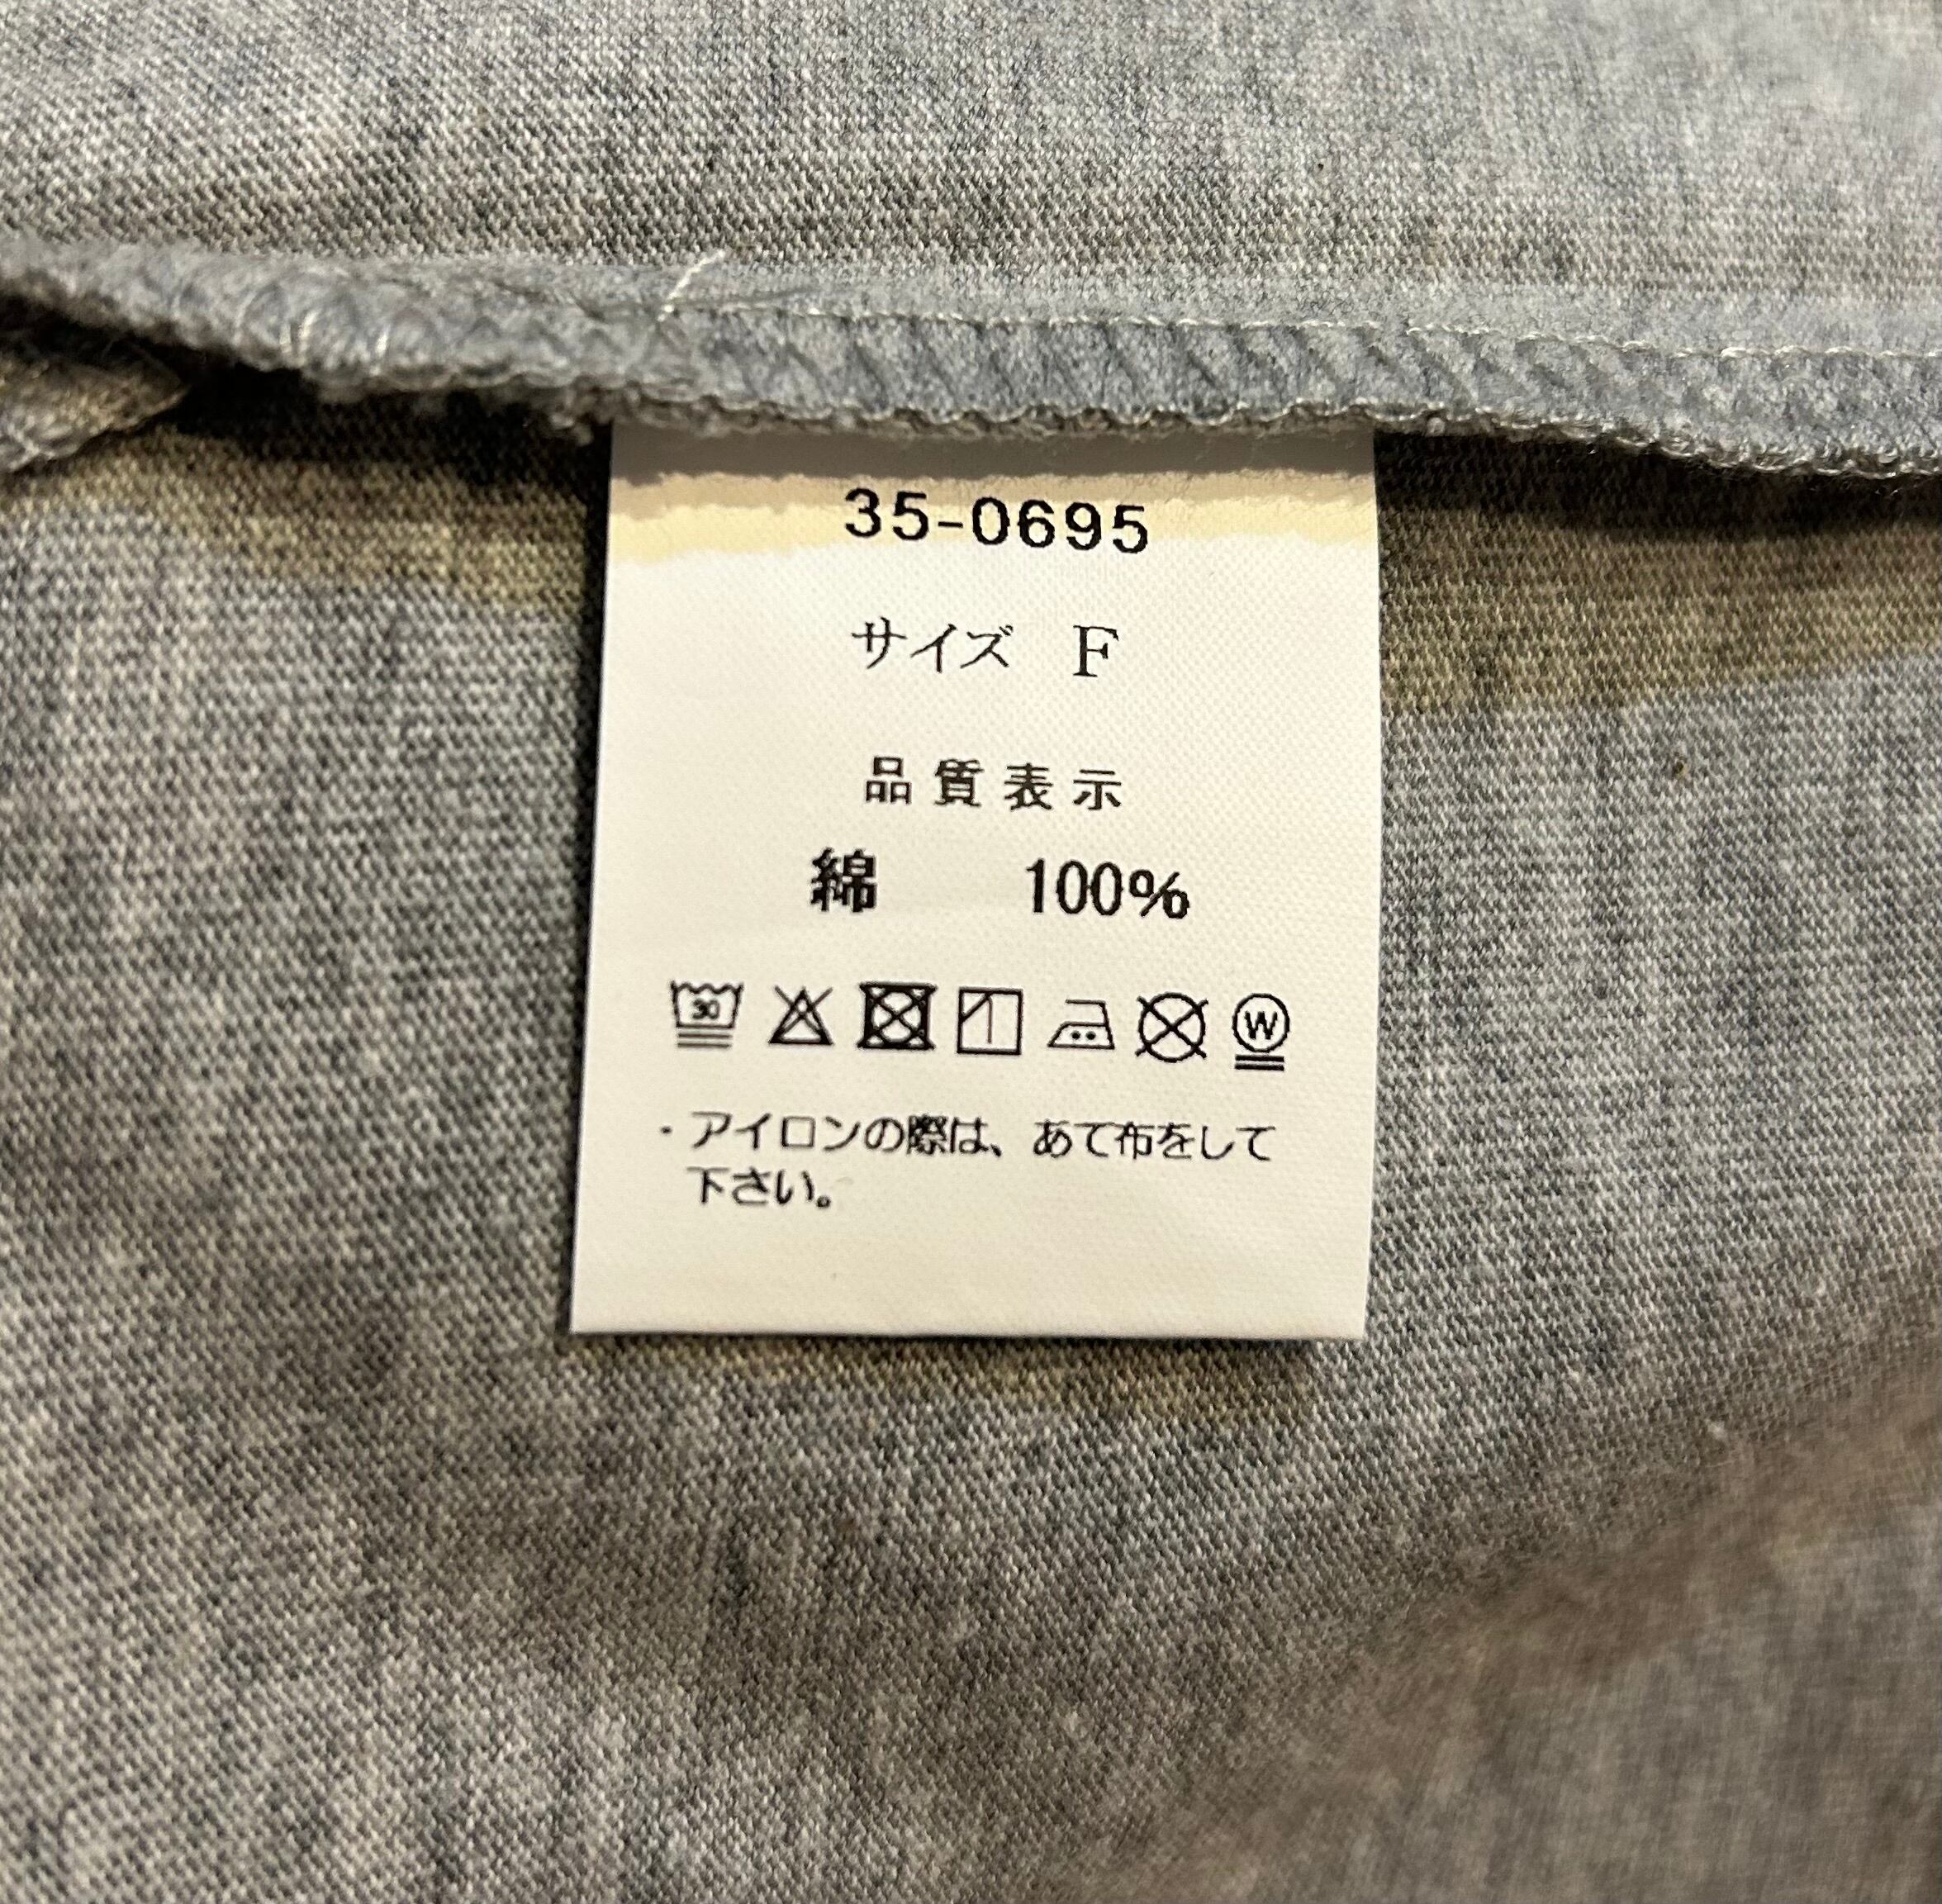 35-0695
サイズ F
品質表示
綿 100%
30 W
・アイロンの際は、あて布をして
下さい。